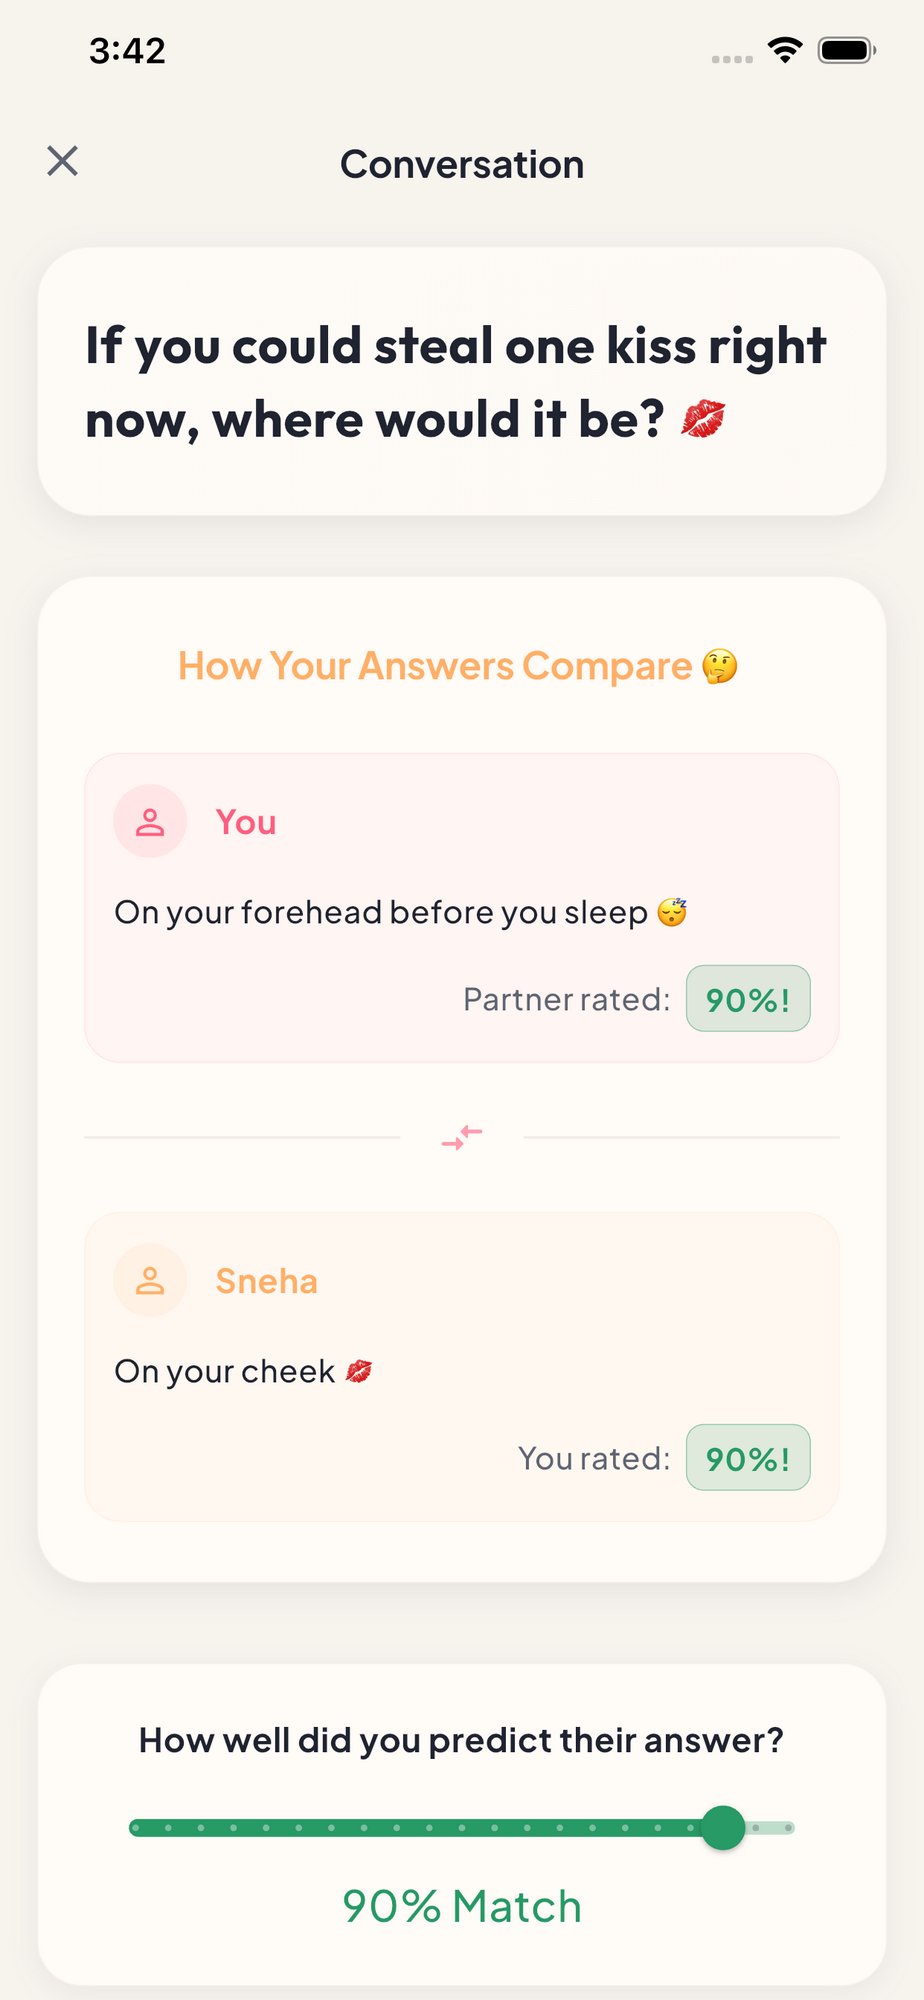 3:42
Conversation
If you could steal one kiss right
now, where would it be? 💋
How Your Answers Compare 🤔
You
On your forehead before you sleep 😴
Partner rated: 90%!
Sneha
On your cheek 💋
You rated: 90%!
How well did you predict their answer?
90% Match